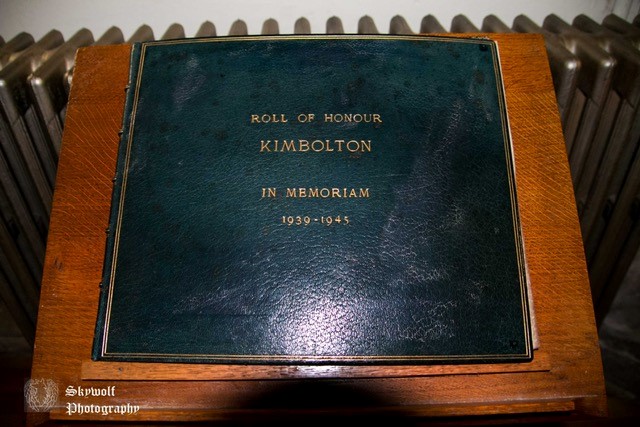 ROLL OF HONOUR
KIMBOLTON
IN MEMORIAM
1939-1945
Skywolf
Photography